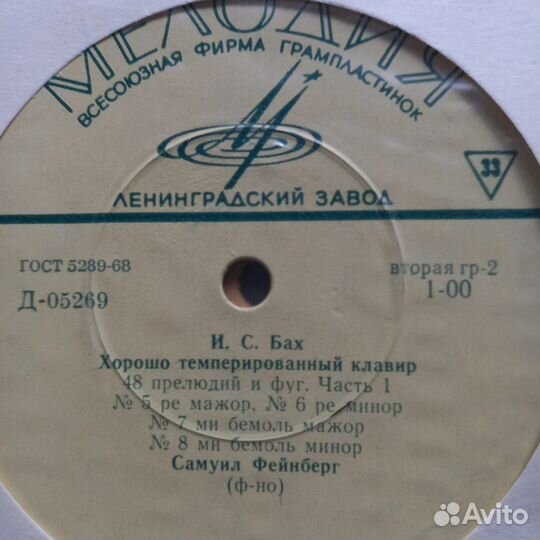 МЕЛОДИЯ
ВСЕСОЮЗНАЯ ФИРМА ГРАМПЛАСТИНОК
33
ЛЕНИНГРАДСКИЙ ЗАВОД
ГОСТ 5289-68
вторая гр-2
Д-05269
1-00
И. С. Бах
Хорошо темперированный клавир
48 прелюдий и фуг. Часть 1
№ 5 ре мажор, № 6 ре минор
№ 7 ми бемоль мажор
№ 8 ми бемоль минор
Самуил Фейнберг
(ф-но)
Avito